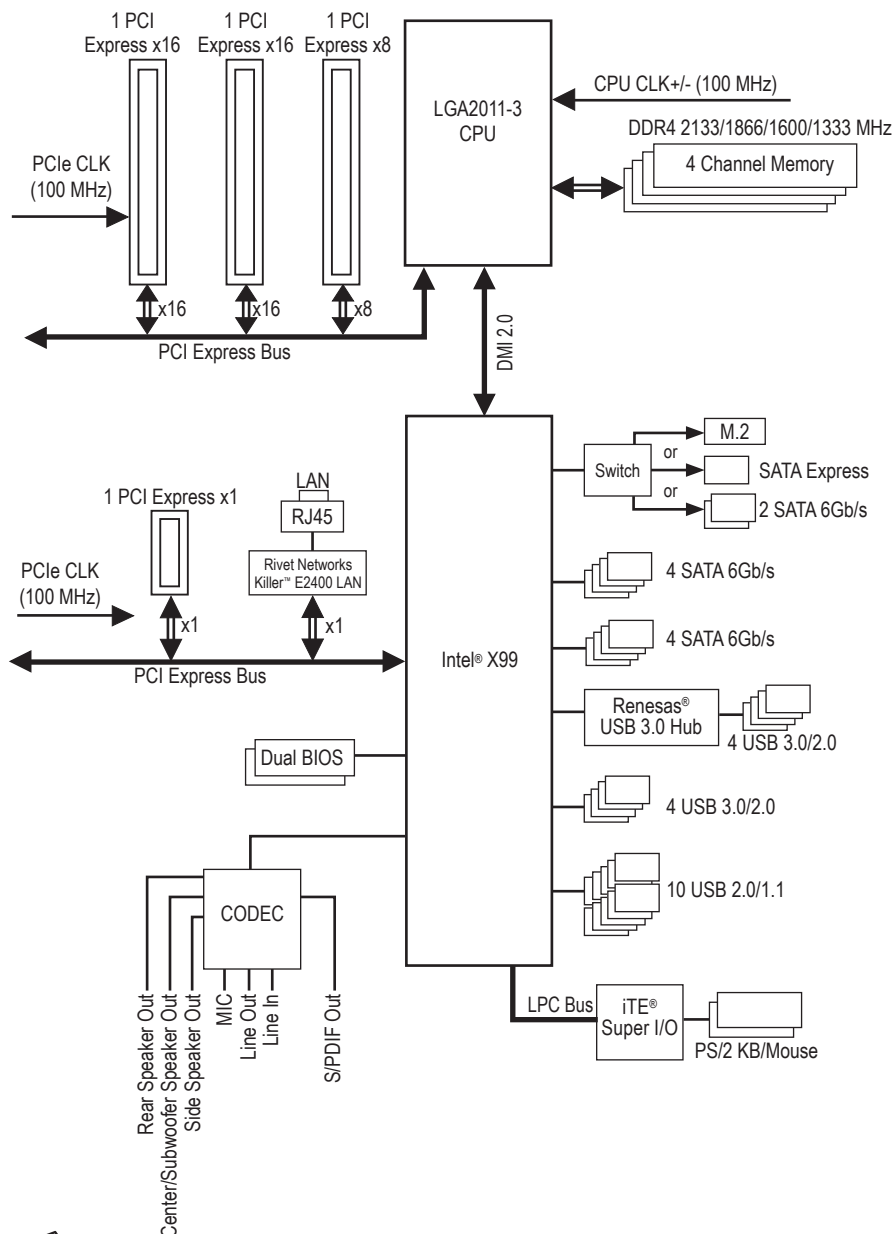 1 PCI
Express x16
1 PCI
Express x16
1 PCI
Express x8
LGA2011-3
CPU
CPU CLK+/- (100 MHz)
DDR4 2133/1866/1600/1333 MHz
4 Channel Memory
PCIe CLK
(100 MHz)
x16
x16
x8
PCI Express Bus
DMI 2.0
M.2
or
Switch
SATA Express
or
2 SATA 6Gb/s
LAN
RJ45
1 PCI Express x1
Rivet Networks
Killer™ E2400 LAN
PCIe CLK
(100 MHz)
x1
x1
PCI Express Bus
Intel® X99
4 SATA 6Gb/s
4 SATA 6Gb/s
Renesas®
USB 3.0 Hub
4 USB 3.0/2.0
Dual BIOS
4 USB 3.0/2.0
10 USB 2.0/1.1
CODEC
Rear Speaker Out
Center/Subwoofer Speaker Out
Side Speaker Out
MIC
Line Out
Line In
S/PDIF Out
LPC Bus
iTE®
Super I/O
PS/2 KB/Mouse